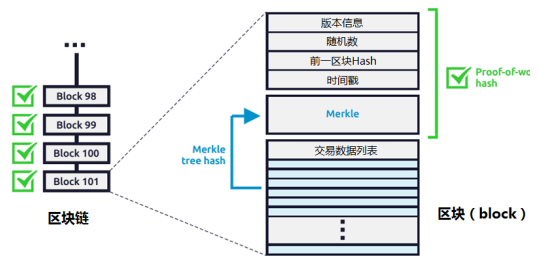 ...
Block 98
Block 99
Block 100
Block 101
区块链
Merkle
tree hash
版本信息
随机数
前一区块Hash
时间戳
Merkle
交易数据列表
Proof-of-wo
hash
区块（block）